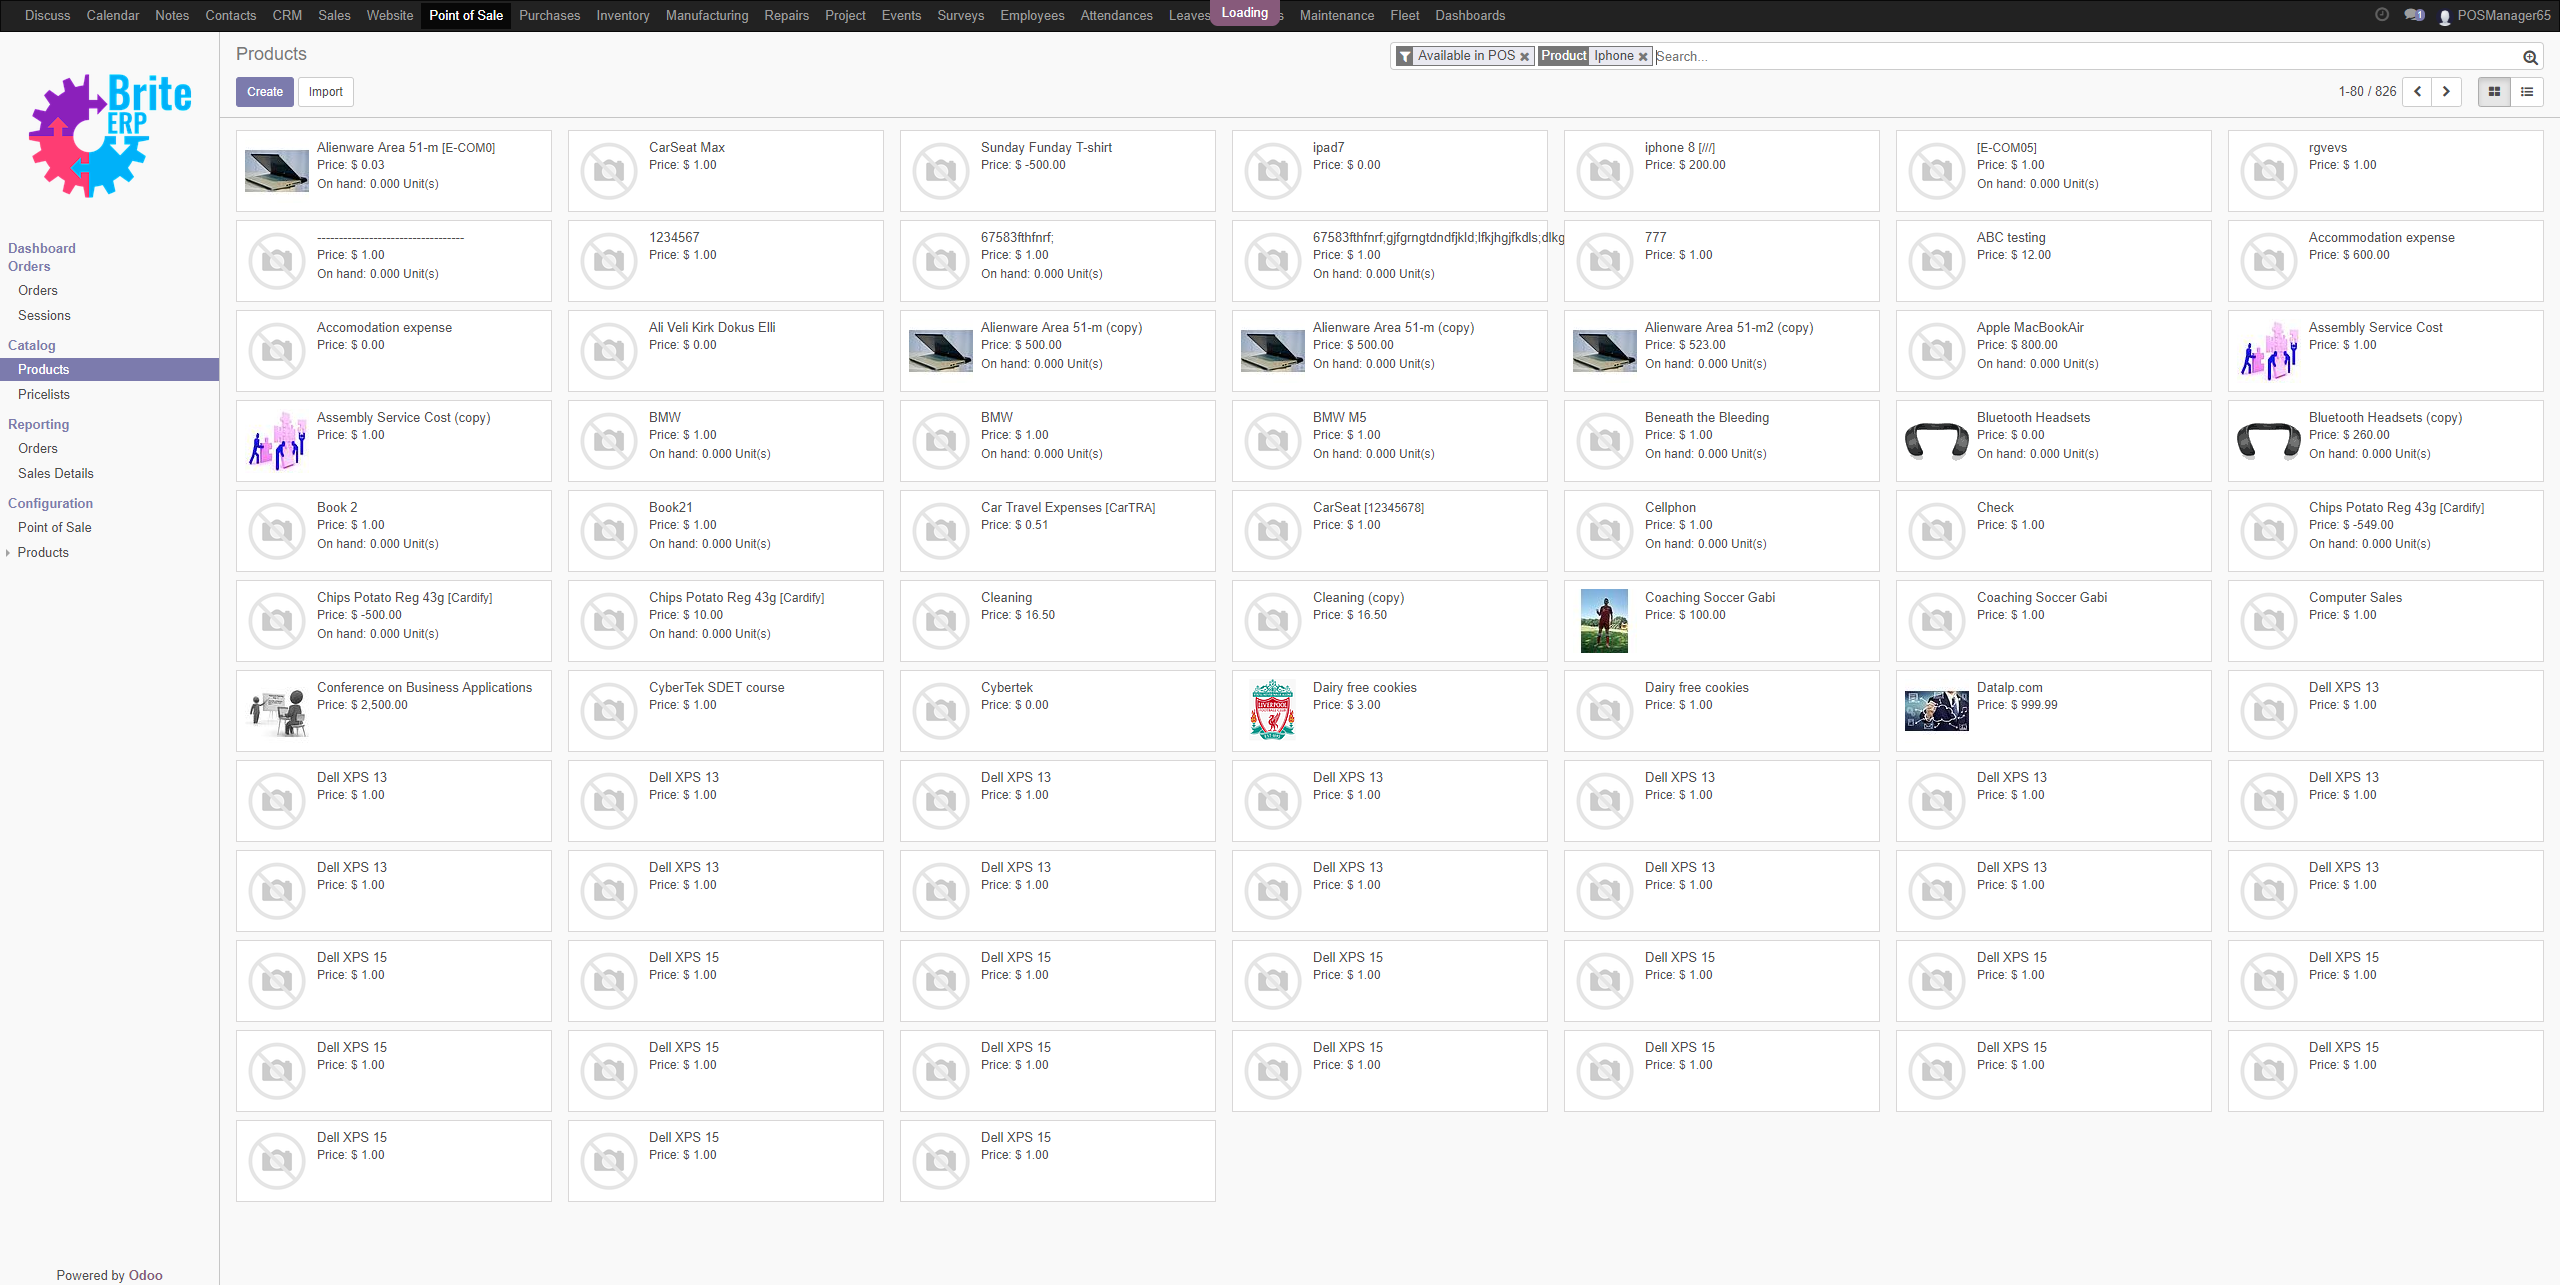 Discuss Calendar Notes Contacts CRM Sales Website Point of Sale Purchases Inventory Manufacturing Repairs Project Events Surveys Employees Attendances Leaves Loading Maintenance Fleet Dashboards 1 POSManager65
Brite
ERP
Dashboard
Orders
Orders
Sessions
Catalog
Products
Pricelists
Reporting
Orders
Sales Details
Configuration
Point of Sale
Products
Powered by Odoo
Products
Available in POS Product Iphone Search...
Create Import
1-80 / 826
Alienware Area 51-m [E-COM0]
Price: $ 0.03
On hand: 0.000 Unit(s)
CarSeat Max
Price: $ 1.00
Sunday Funday T-shirt
Price: $ -500.00
ipad7
Price: $ 0.00
iphone 8 [///]
Price: $ 200.00
[E-COM05]
Price: $ 1.00
On hand: 0.000 Unit(s)
rgvevs
Price: $ 1.00
----------------------------------
Price: $ 1.00
On hand: 0.000 Unit(s)
1234567
Price: $ 1.00
67583fthfnrf;
Price: $ 1.00
On hand: 0.000 Unit(s)
67583fthfnrf;gjfgrngtdndfjkld;lfkjhgjfkdls;dlkg
Price: $ 1.00
On hand: 0.000 Unit(s)
777
Price: $ 1.00
ABC testing
Price: $ 12.00
Accommodation expense
Price: $ 600.00
Accomodation expense
Price: $ 0.00
Ali Veli Kirk Dokus Elli
Price: $ 0.00
Alienware Area 51-m (copy)
Price: $ 500.00
On hand: 0.000 Unit(s)
Alienware Area 51-m (copy)
Price: $ 500.00
On hand: 0.000 Unit(s)
Alienware Area 51-m2 (copy)
Price: $ 523.00
On hand: 0.000 Unit(s)
Apple MacBookAir
Price: $ 800.00
On hand: 0.000 Unit(s)
Assembly Service Cost
Price: $ 1.00
Assembly Service Cost (copy)
Price: $ 1.00
BMW
Price: $ 1.00
On hand: 0.000 Unit(s)
BMW
Price: $ 1.00
On hand: 0.000 Unit(s)
BMW M5
Price: $ 1.00
On hand: 0.000 Unit(s)
Beneath the Bleeding
Price: $ 1.00
On hand: 0.000 Unit(s)
Bluetooth Headsets
Price: $ 0.00
On hand: 0.000 Unit(s)
Bluetooth Headsets (copy)
Price: $ 260.00
On hand: 0.000 Unit(s)
Book 2
Price: $ 1.00
On hand: 0.000 Unit(s)
Book21
Price: $ 1.00
On hand: 0.000 Unit(s)
Car Travel Expenses [CarTRA]
Price: $ 0.51
CarSeat [12345678]
Price: $ 1.00
Cellphon
Price: $ 1.00
On hand: 0.000 Unit(s)
Check
Price: $ 1.00
Chips Potato Reg 43g [Cardify]
Price: $ -549.00
On hand: 0.000 Unit(s)
Chips Potato Reg 43g [Cardify]
Price: $ -500.00
On hand: 0.000 Unit(s)
Chips Potato Reg 43g [Cardify]
Price: $ 10.00
On hand: 0.000 Unit(s)
Cleaning
Price: $ 16.50
Cleaning (copy)
Price: $ 16.50
Coaching Soccer Gabi
Price: $ 100.00
Coaching Soccer Gabi
Price: $ 1.00
Computer Sales
Price: $ 1.00
Conference on Business Applications
Price: $ 2,500.00
CyberTek SDET course
Price: $ 1.00
Cybertek
Price: $ 0.00
LIVERPOOL
Dairy free cookies
Price: $ 3.00
Dairy free cookies
Price: $ 1.00
Datalp.com
Price: $ 999.99
Dell XPS 13
Price: $ 1.00
Dell XPS 13
Price: $ 1.00
Dell XPS 13
Price: $ 1.00
Dell XPS 13
Price: $ 1.00
Dell XPS 13
Price: $ 1.00
Dell XPS 13
Price: $ 1.00
Dell XPS 13
Price: $ 1.00
Dell XPS 13
Price: $ 1.00
Dell XPS 13
Price: $ 1.00
Dell XPS 13
Price: $ 1.00
Dell XPS 13
Price: $ 1.00
Dell XPS 13
Price: $ 1.00
Dell XPS 13
Price: $ 1.00
Dell XPS 13
Price: $ 1.00
Dell XPS 13
Price: $ 1.00
Dell XPS 15
Price: $ 1.00
Dell XPS 15
Price: $ 1.00
Dell XPS 15
Price: $ 1.00
Dell XPS 15
Price: $ 1.00
Dell XPS 15
Price: $ 1.00
Dell XPS 15
Price: $ 1.00
Dell XPS 15
Price: $ 1.00
Dell XPS 15
Price: $ 1.00
Dell XPS 15
Price: $ 1.00
Dell XPS 15
Price: $ 1.00
Dell XPS 15
Price: $ 1.00
Dell XPS 15
Price: $ 1.00
Dell XPS 15
Price: $ 1.00
Dell XPS 15
Price: $ 1.00
Dell XPS 15
Price: $ 1.00
Dell XPS 15
Price: $ 1.00
Dell XPS 15
Price: $ 1.00